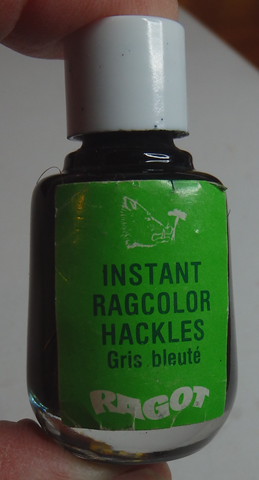 INSTANT
RAGCOLOR
HACKLES
Gris bleuté
RAGOT